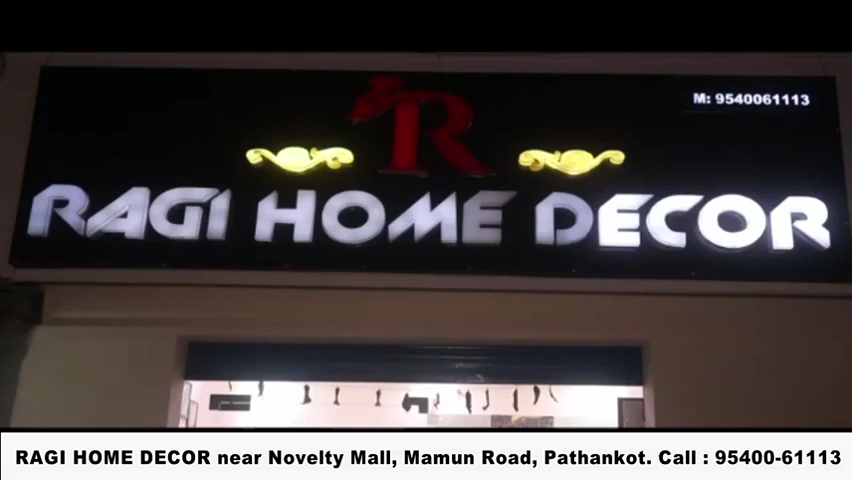 M: 9540061113
R
RAGI HOME DECOR
RAGI HOME DECOR near Novelty Mall, Mamun Road, Pathankot. Call : 95400-61113